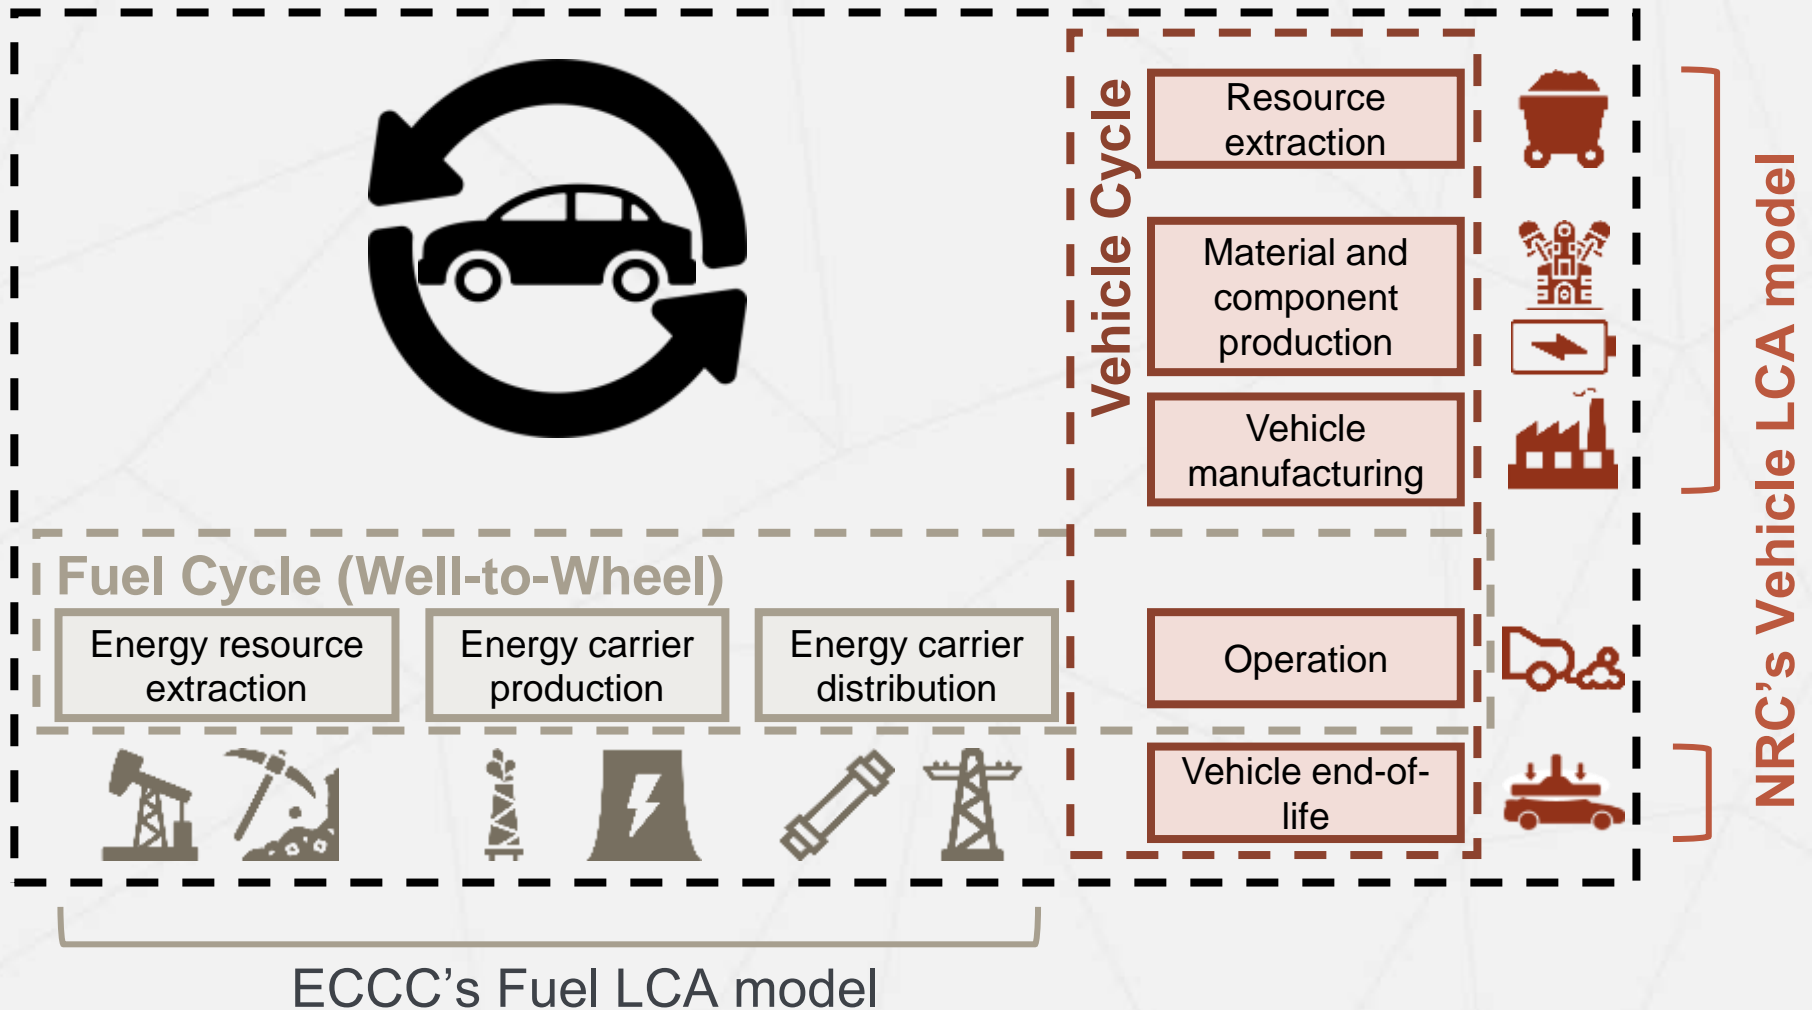 Vehicle Cycle
Resource
extraction
Material and
component
production
Vehicle
manufacturing
Fuel Cycle (Well-to-Wheel)
Energy resource
extraction
Energy carrier
production
Energy carrier
distribution
Operation
Vehicle end-of-
life
NRC’s Vehicle LCA model
ECCC’s Fuel LCA model